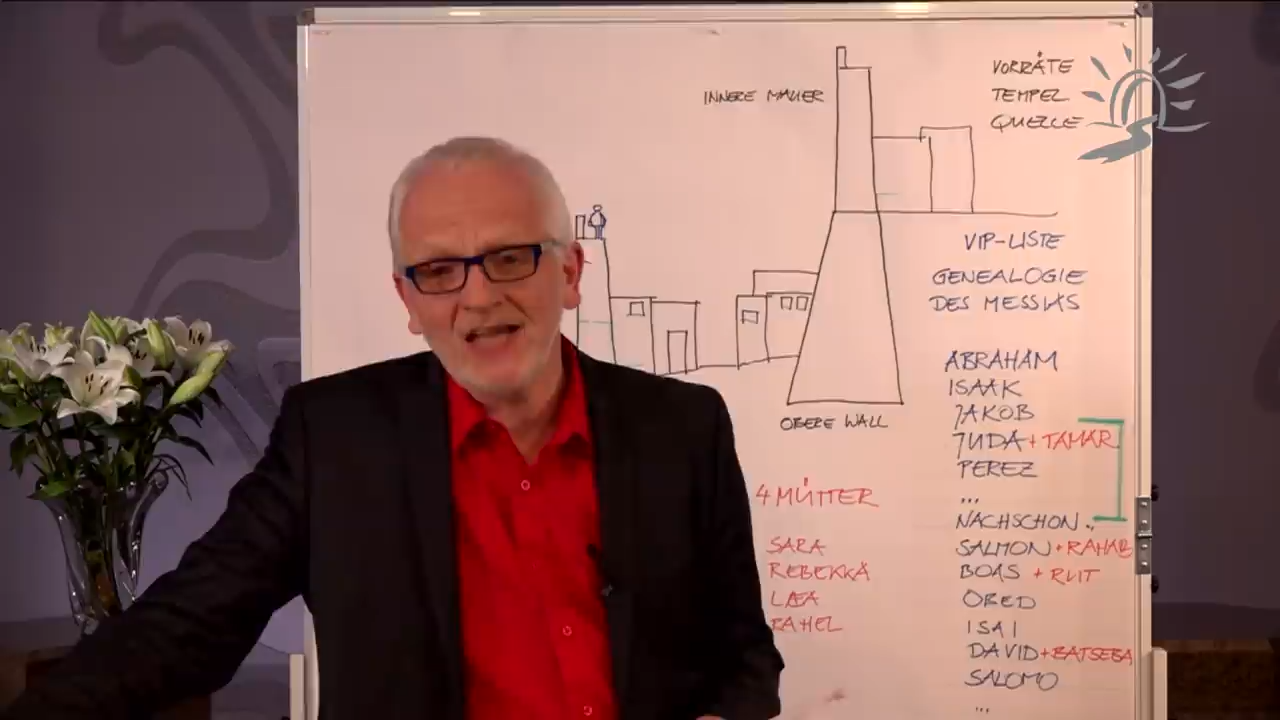 INNERE MAUER
VORRÄTE
TEMPEL
QUELLE
OBERE WALL
VIP-LISTE
GENEALOGIE
DES MESSIAS
ABRAHAM
ISAAK
JAKOB
JUDA + TAMAR
PEREZ
...
NACHSCHON..
SALMON + RAHAB
BOAS + RUT
OBED
ISAI
DAVID + BATSEBA
SALOMO
...
4 MÜTTER
SARA
REBEKKA
LEA
RAHEL